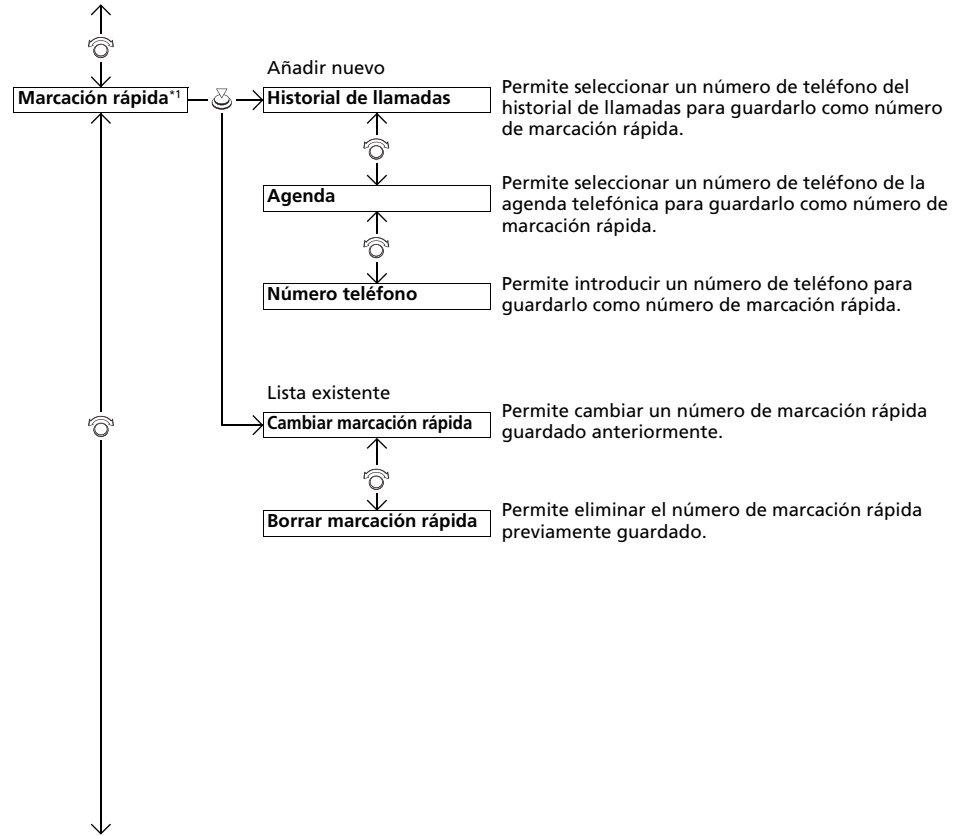 Añadir nuevo
Marcación rápida*1
Historial de llamadas
Permite seleccionar un número de teléfono del
historial de llamadas para guardarlo como número
de marcación rápida.
Agenda
Permite seleccionar un número de teléfono de la
agenda telefónica para guardarlo como número de
marcación rápida.
Número teléfono
Permite introducir un número de teléfono para
guardarlo como número de marcación rápida.
Lista existente
Cambiar marcación rápida
Permite cambiar un número de marcación rápida
guardado anteriormente.
Borrar marcación rápida
Permite eliminar el número de marcación rápida
previamente guardado.